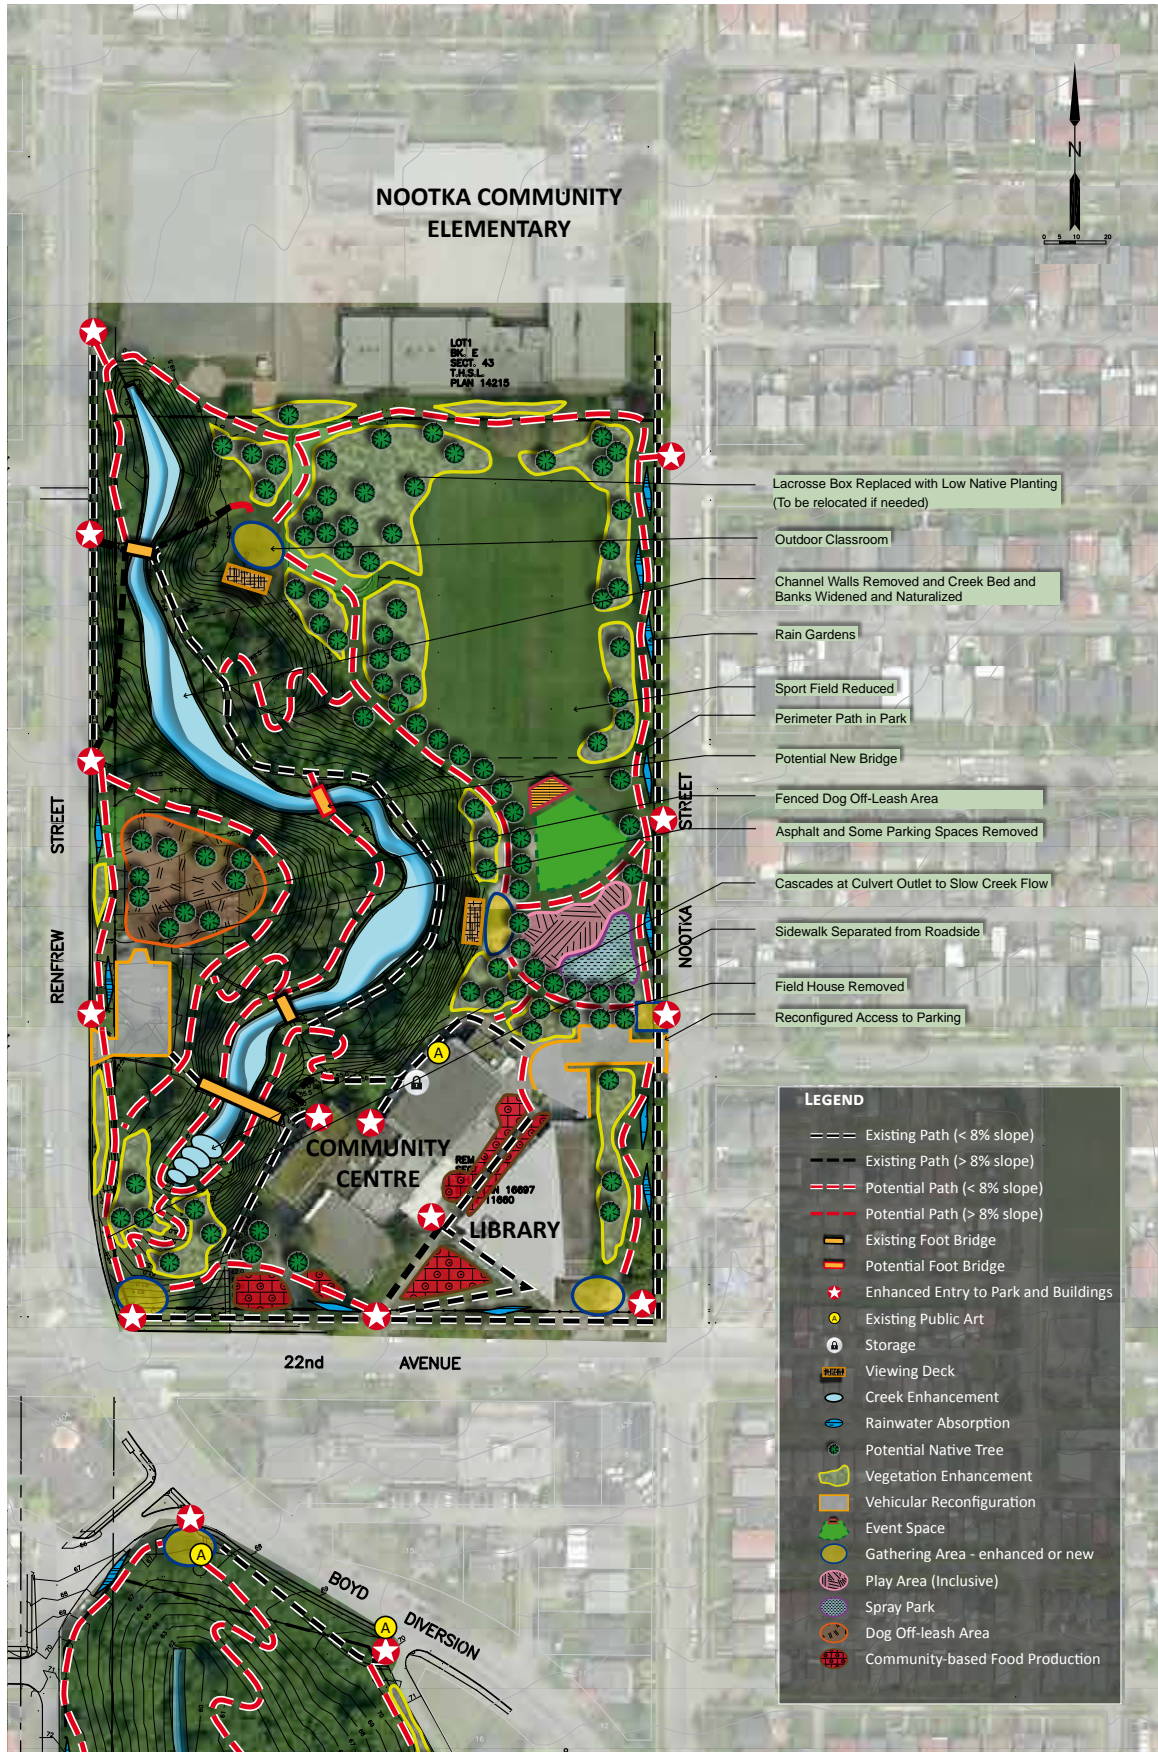 NOOTKA COMMUNITY
ELEMENTARY
N
0 5 10 20
LOT1
BK. E
SECT. 43
T.H.S.L.
PLAN 14215
Lacrosse Box Replaced with Low Native Planting
(To be relocated if needed)
Outdoor Classroom
Channel Walls Removed and Creek Bed and
Banks Widened and Naturalized
Rain Gardens
Sport Field Reduced
Perimeter Path in Park
Potential New Bridge
Fenced Dog Off-Leash Area
Asphalt and Some Parking Spaces Removed
Cascades at Culvert Outlet to Slow Creek Flow
Sidewalk Separated from Roadside
Field House Removed
Reconfigured Access to Parking
RENFREW STREET
NOOTKA STREET
A
COMMUNITY
CENTRE
REM
16697
11660
LIBRARY
22nd AVENUE
LEGEND
Existing Path (< 8% slope)
Existing Path (> 8% slope)
Potential Path (< 8% slope)
Potential Path (> 8% slope)
Existing Foot Bridge
Potential Foot Bridge
Enhanced Entry to Park and Buildings
A Existing Public Art
Storage
Viewing Deck
Creek Enhancement
Rainwater Absorption
Potential Native Tree
Vegetation Enhancement
Vehicular Reconfiguration
Event Space
Gathering Area - enhanced or new
Play Area (Inclusive)
Spray Park
Dog Off-leash Area
Community-based Food Production
A
BOYD DIVERSION
A